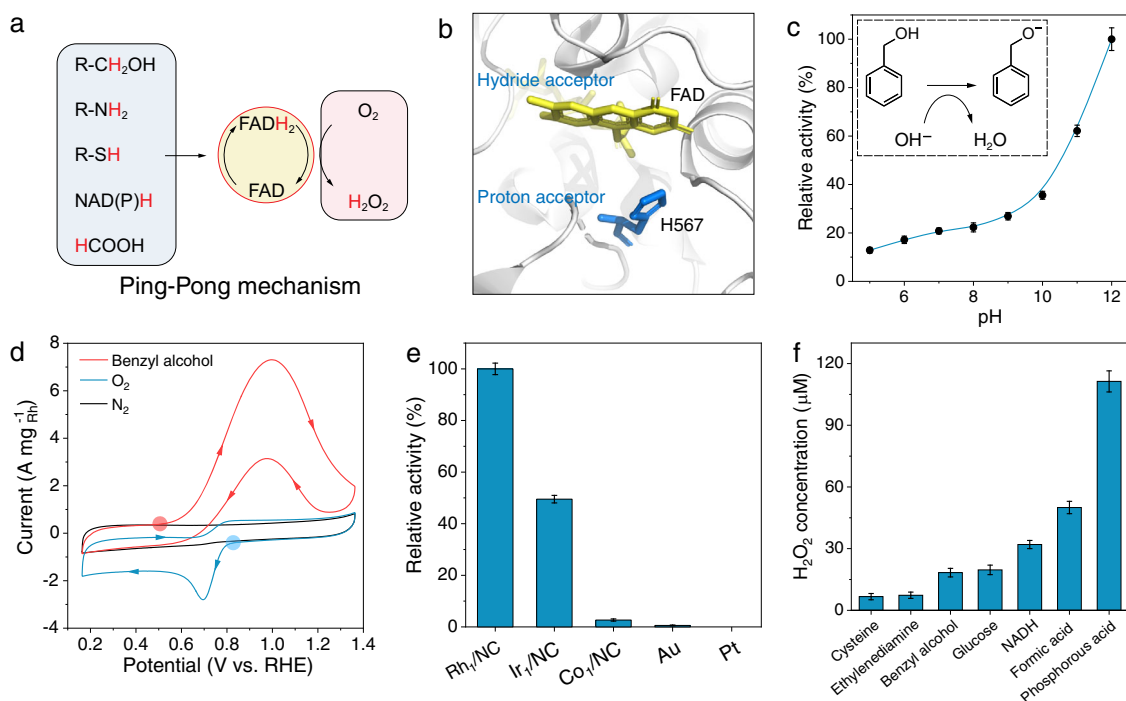 a
R-CH₂OH
R-NH₂
R-SH
NAD(P)H
HCOOH
FADH₂
FAD
O₂
H₂O₂
Ping-Pong mechanism
b
Hydride acceptor
FAD
Proton acceptor
H567
c
Relative activity (%)
100
80
60
40
20
0
OH
O⁻
OH⁻
H₂O
6
8
10
12
pH
d
Current (A mg⁻¹ Rh)
8
6
4
2
0
-2
-4
Benzyl alcohol
O₂
N₂
0.2
0.4
0.6
0.8
1.0
1.2
1.4
Potential (V vs. RHE)
e
Relative activity (%)
100
80
60
40
20
0
Rh₁/NC
Ir₁/NC
Co₁/NC
Au
Pt
f
H₂O₂ concentration (μM)
120
90
60
30
0
Cysteine
Ethylenediamine
Benzyl alcohol
Glucose
NADH
Formic acid
Phosphorous acid